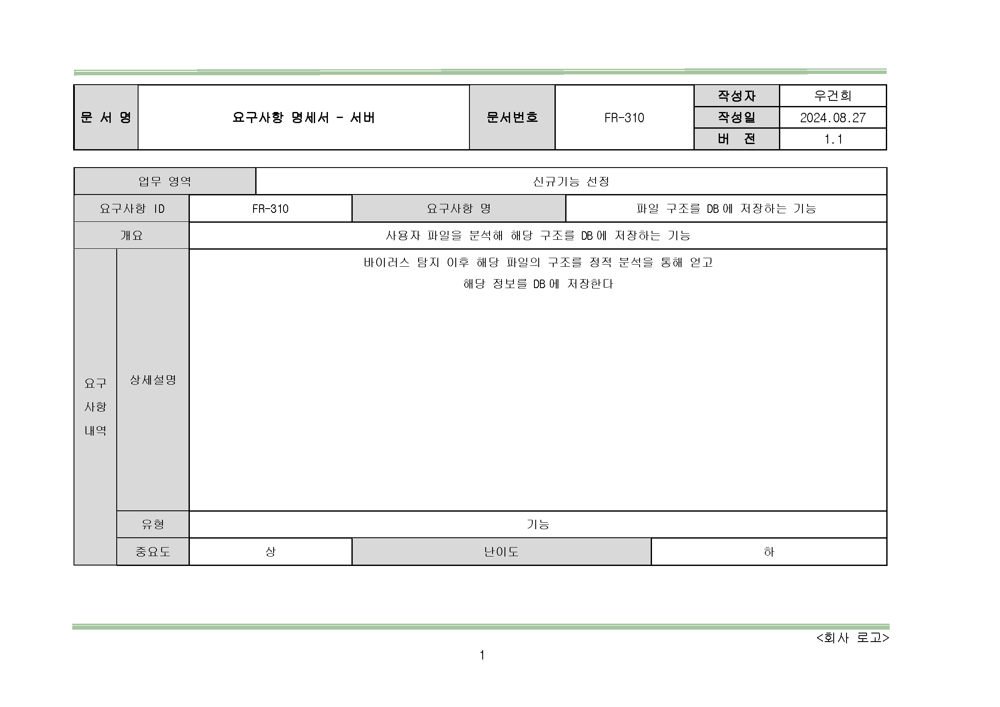 문 서 명
요구사항 명세서 - 서버
문서번호
FR-310
작성자
우건희
작성일
2024.08.27
버 전
1.1
업무 영역
신규기능 선정
요구사항 ID
FR-310
요구사항 명
파일 구조를 DB에 저장하는 기능
개요
사용자 파일을 분석해 해당 구조를 DB에 저장하는 기능
요구
사항
내역
상세설명
바이러스 탐지 이후 해당 파일의 구조를 정적 분석을 통해 얻고
해당 정보를 DB에 저장한다
유형
기능
중요도
상
난이도
하
<회사 로고>
1